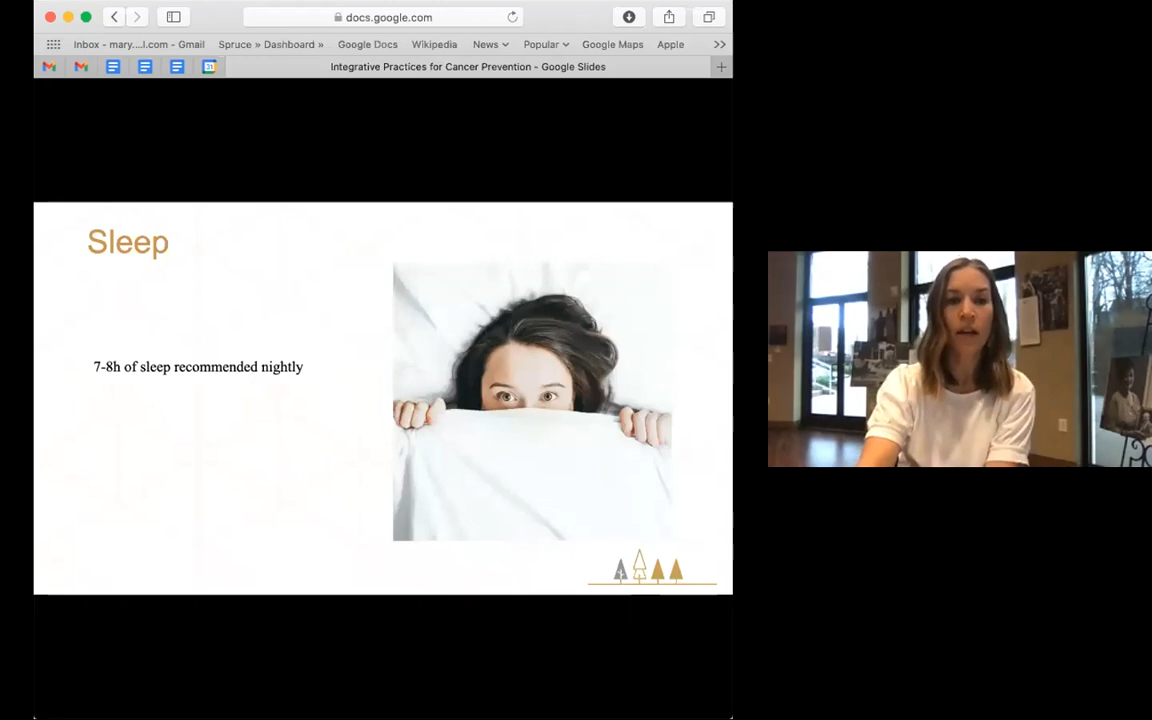 docs.google.com
Inbox - mary....l.com - Gmail Spruce » Dashboard » Google Docs Wikipedia News Popular Google Maps Apple >>
31 Integrative Practices for Cancer Prevention - Google Slides +
Sleep
7-8h of sleep recommended nightly